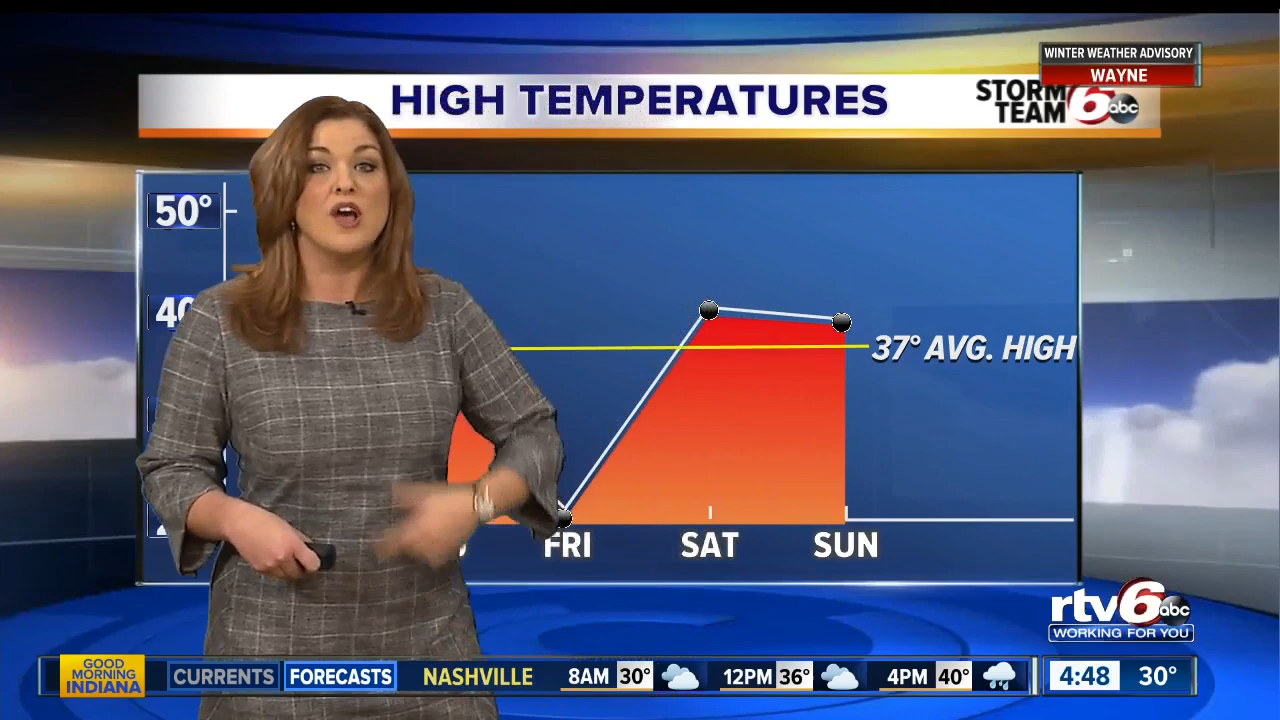 WINTER WEATHER ADVISORY
WAYNE
HIGH TEMPERATURES
STORM
TEAM 6 abc
50°
40
37° AVG. HIGH
FRI SAT SUN
rtv6 abc
WORKING FOR YOU
GOOD
MORNING
INDIANA
CURRENTS FORECASTS NASHVILLE 8AM 30° 12PM 36° 4PM 40° 4:48 30°